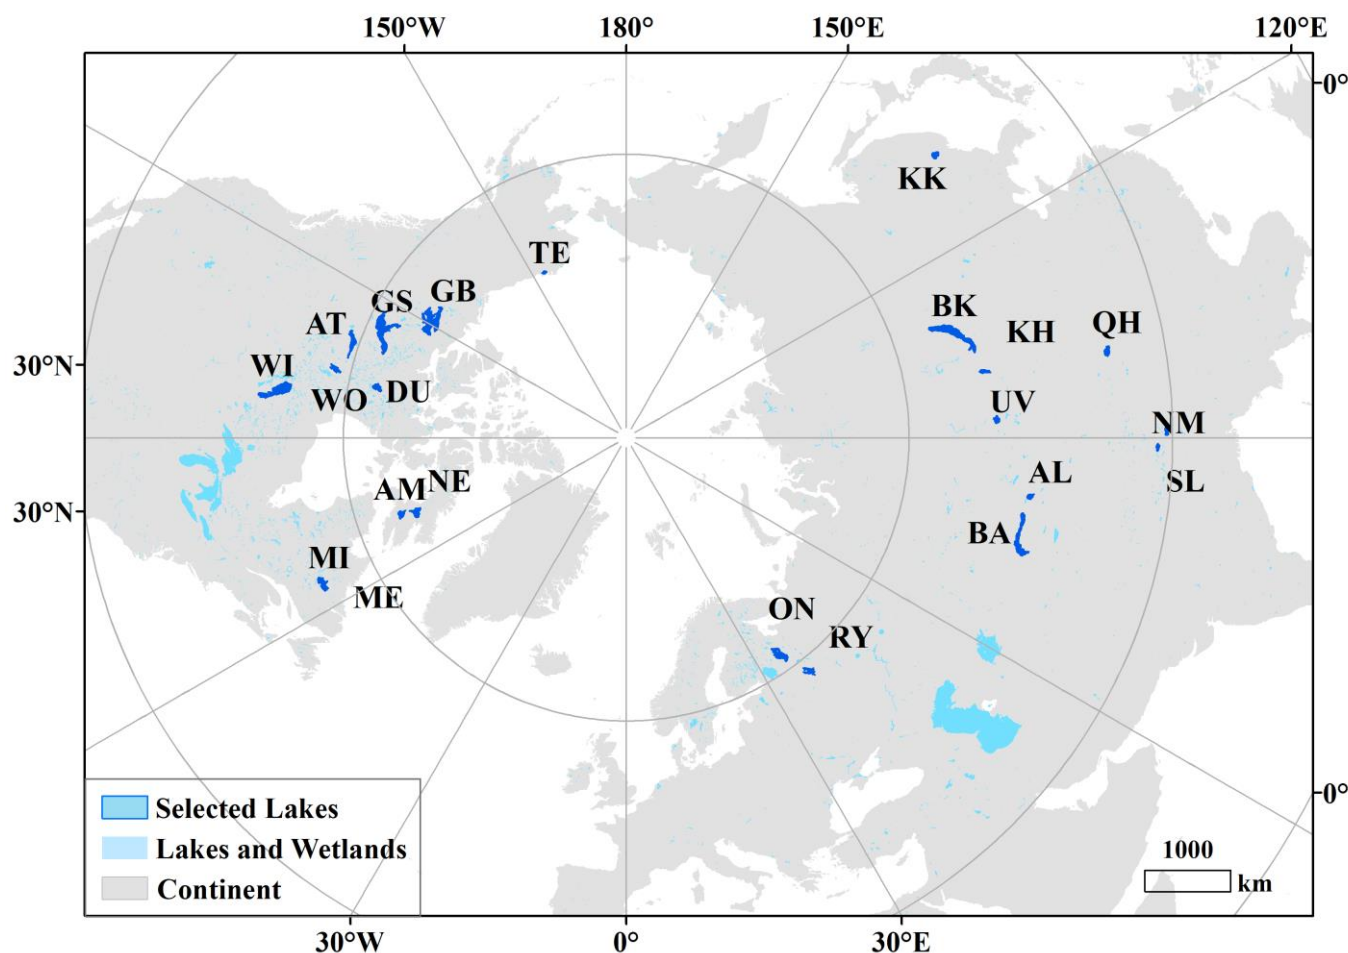 150°W 180° 150°E 120°E
0°
KK
TE
GS GB
BK KH QH
AT
30°N WI
WO DU
UV
NM
AM NE
AL SL
30°N
BA
MI
ME
ON
RY
0°
Selected Lakes
Lakes and Wetlands
Continent
1000
km
30°W 0° 30°E